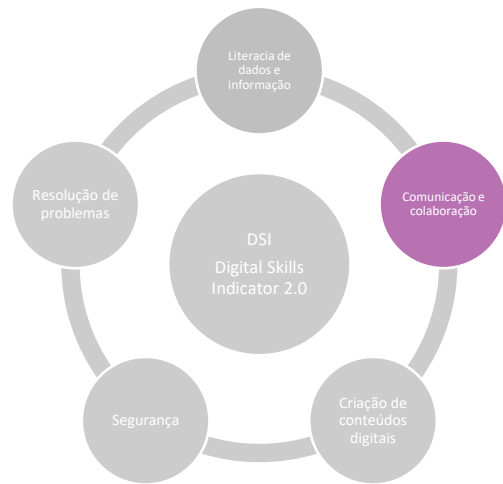 Literacia de
dados e
informação
Comunicação e
colaboração
Resolução de
problemas
DSI
Digital Skills
Indicator 2.0
Criação de
conteúdos
digitais
Segurança